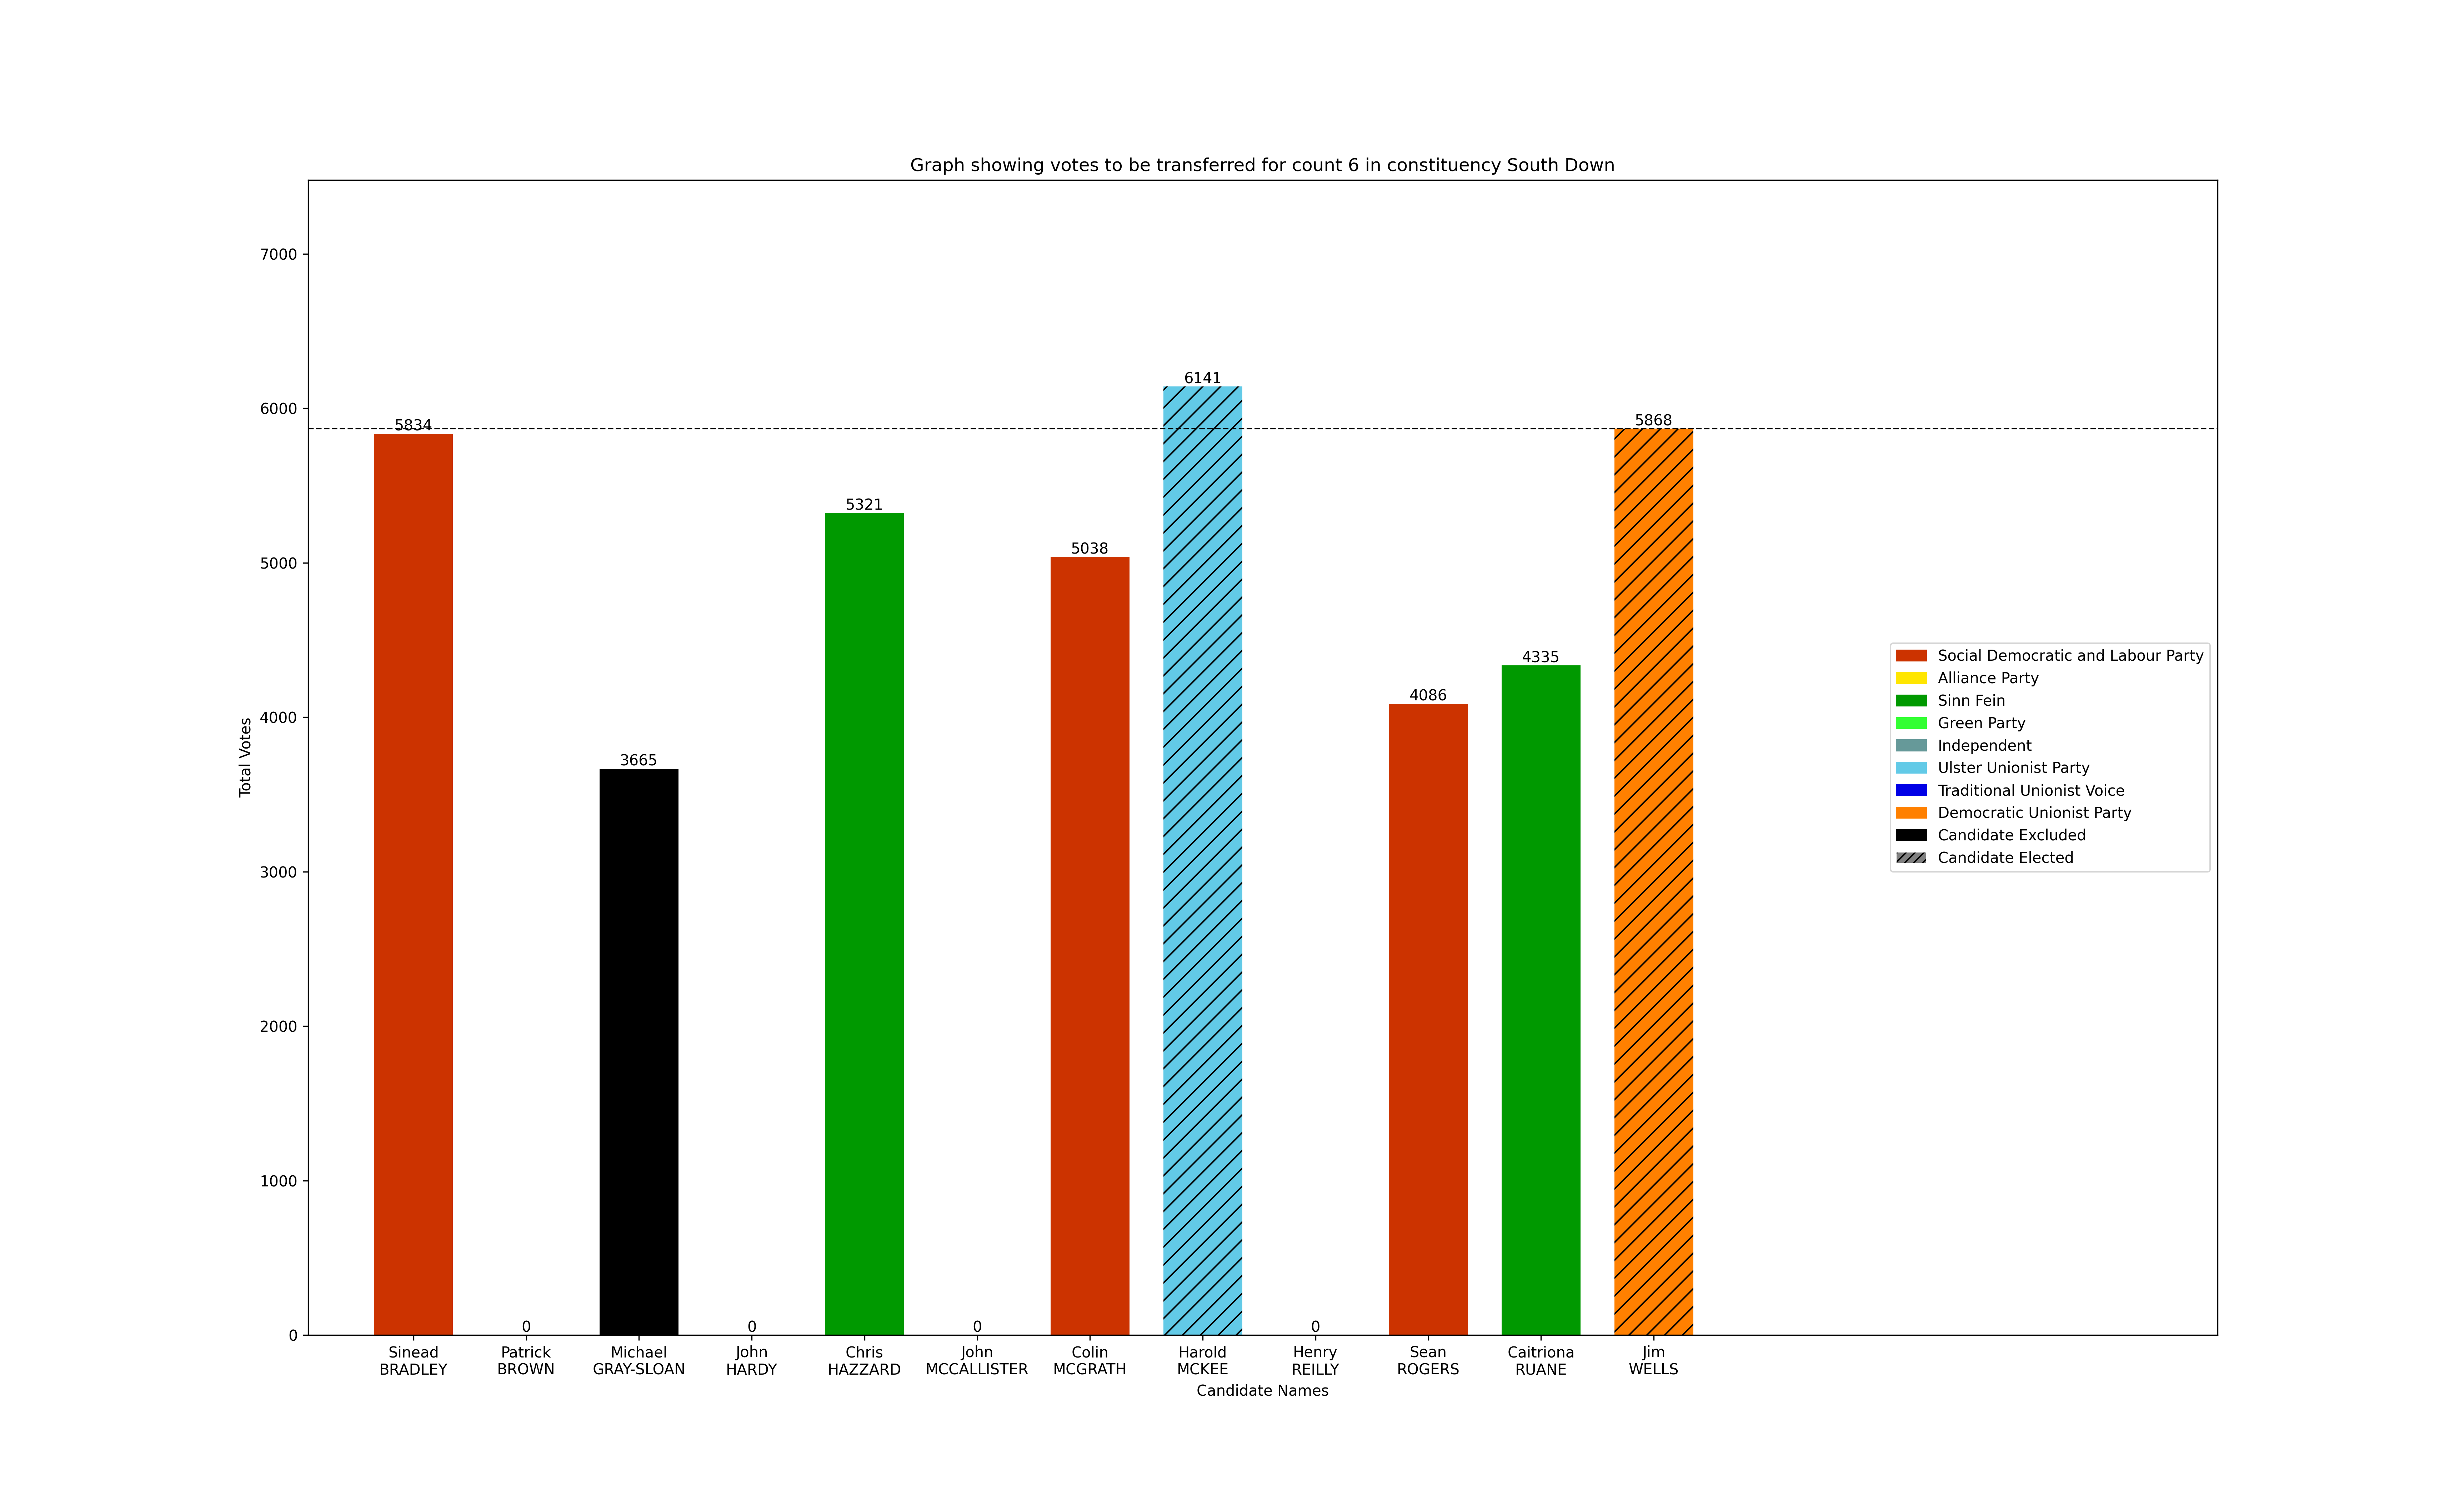 Graph showing votes to be transferred for count 6 in constituency South Down
7000
6000
5000
4000
3000
2000
1000
0
Total Votes
5834
0
3665
0
5321
0
5038
6141
0
4086
4335
5868
Sinead
BRADLEY
Patrick
BROWN
Michael
GRAY-SLOAN
John
HARDY
Chris
HAZZARD
John
MCCALLISTER
Colin
MCGRATH
Harold
MCKEE
Henry
REILLY
Sean
ROGERS
Caitriona
RUANE
Jim
WELLS
Candidate Names
Social Democratic and Labour Party
Alliance Party
Sinn Fein
Green Party
Independent
Ulster Unionist Party
Traditional Unionist Voice
Democratic Unionist Party
Candidate Excluded
Candidate Elected